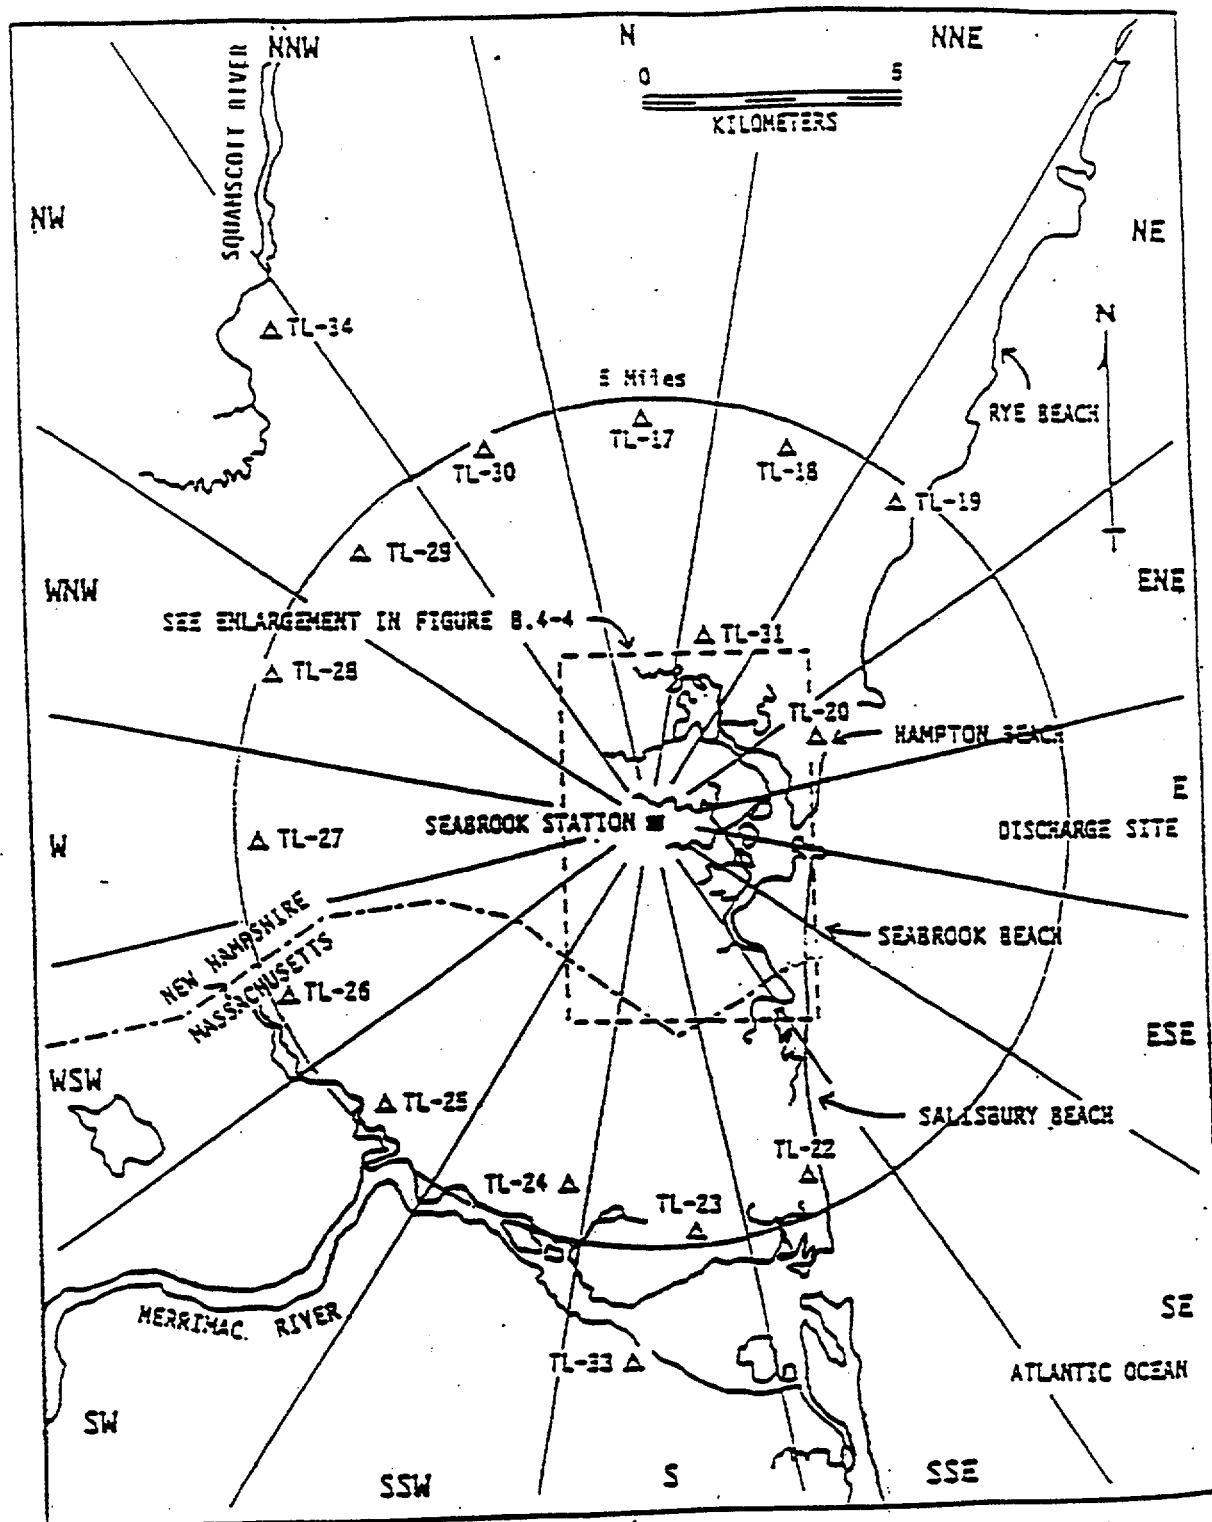 NNW
N
NNE
SQUAMSCOTT RIVER
0 5
KILOMETERS
NW
NE
N
TL-34
5 Miles
RYE BEACH
TL-17
TL-30
TL-18
TL-19
TL-29
WNW
ENE
SEE ENLARGEMENT IN FIGURE B.4-4
TL-31
TL-28
TL-20
HAMPTON BEACH
E
SEABROOK STATION
DISCHARGE SITE
W
TL-27
NEW HAMPSHIRE
MASSACHUSETTS
SEABROOK BEACH
TL-26
ESE
WSW
TL-25
SALISBURY BEACH
TL-22
TL-24
TL-23
MERRIMAC RIVER
SE
TL-33
ATLANTIC OCEAN
SW
SSW
S
SSE